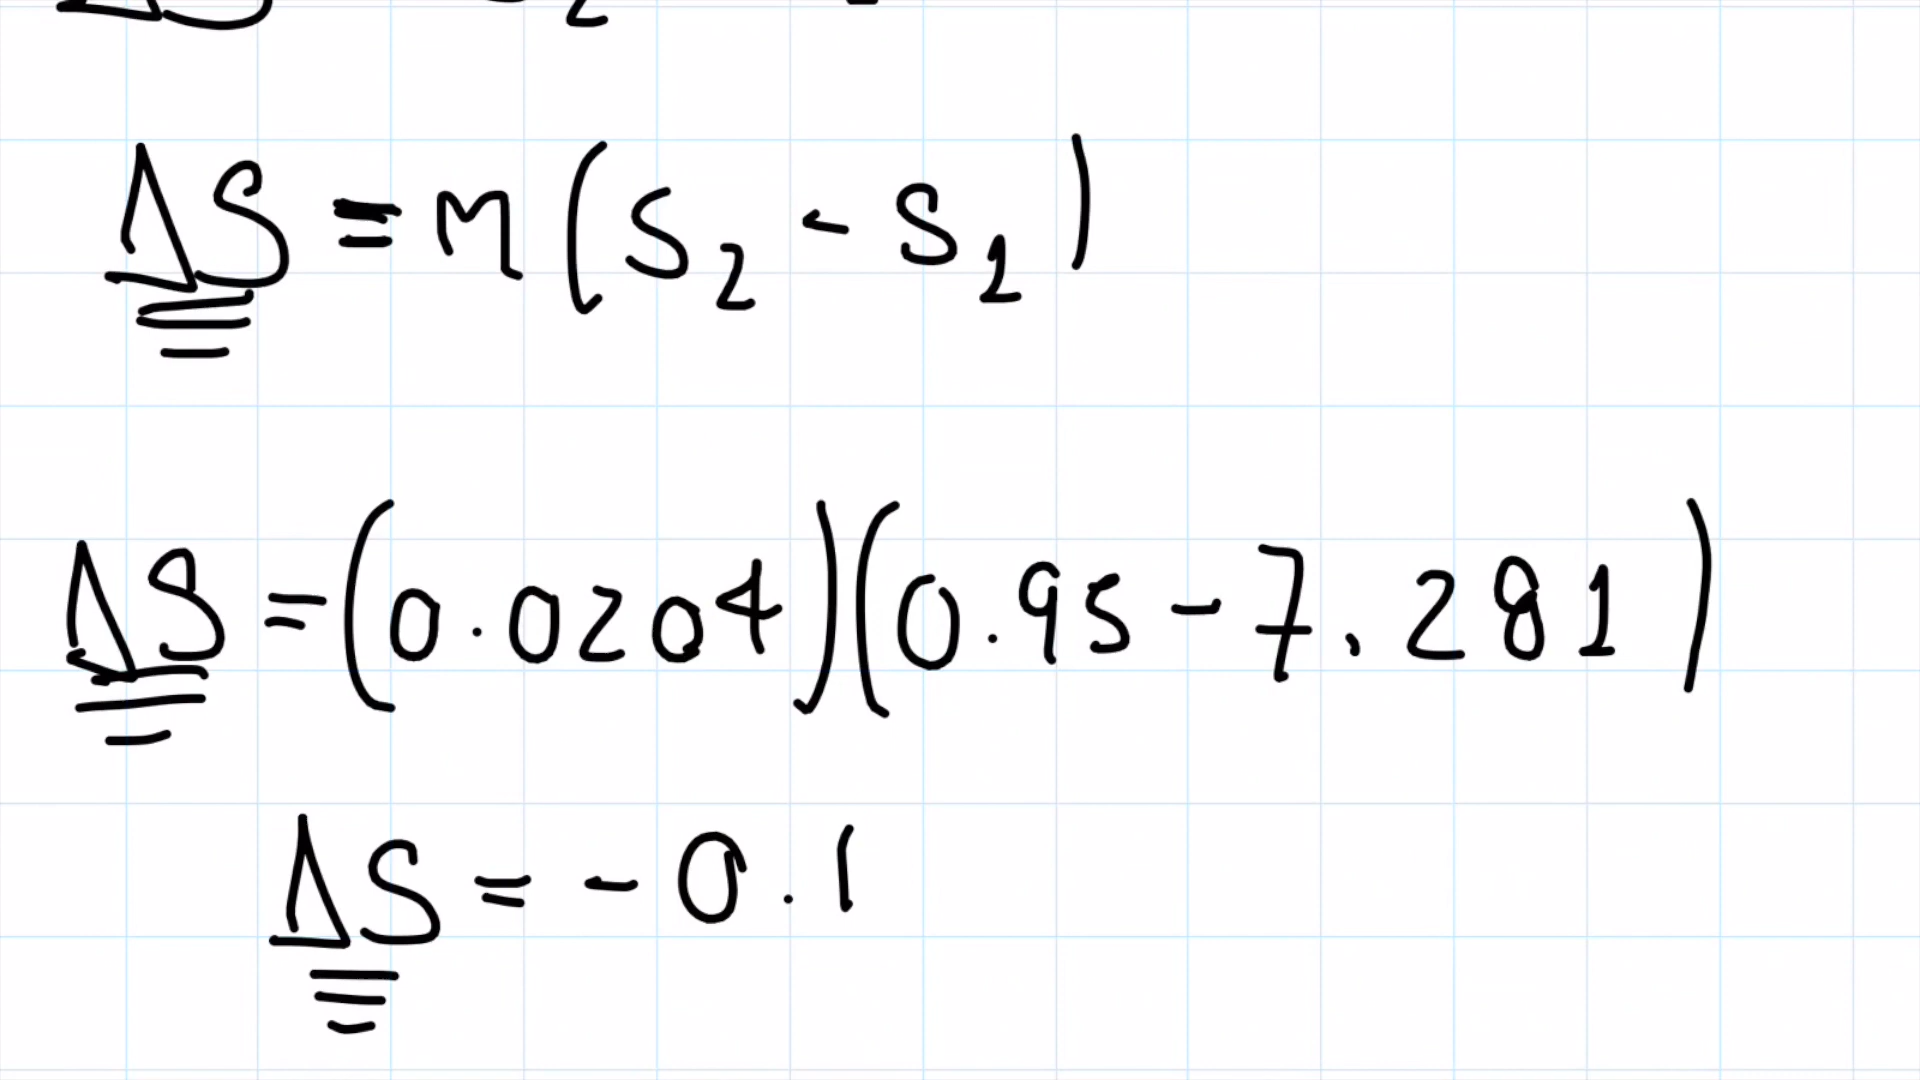 ΔS = m(s₂ - s₁)
ΔS = (0.0204)(0.95 - 7.281)
ΔS = - 0.1